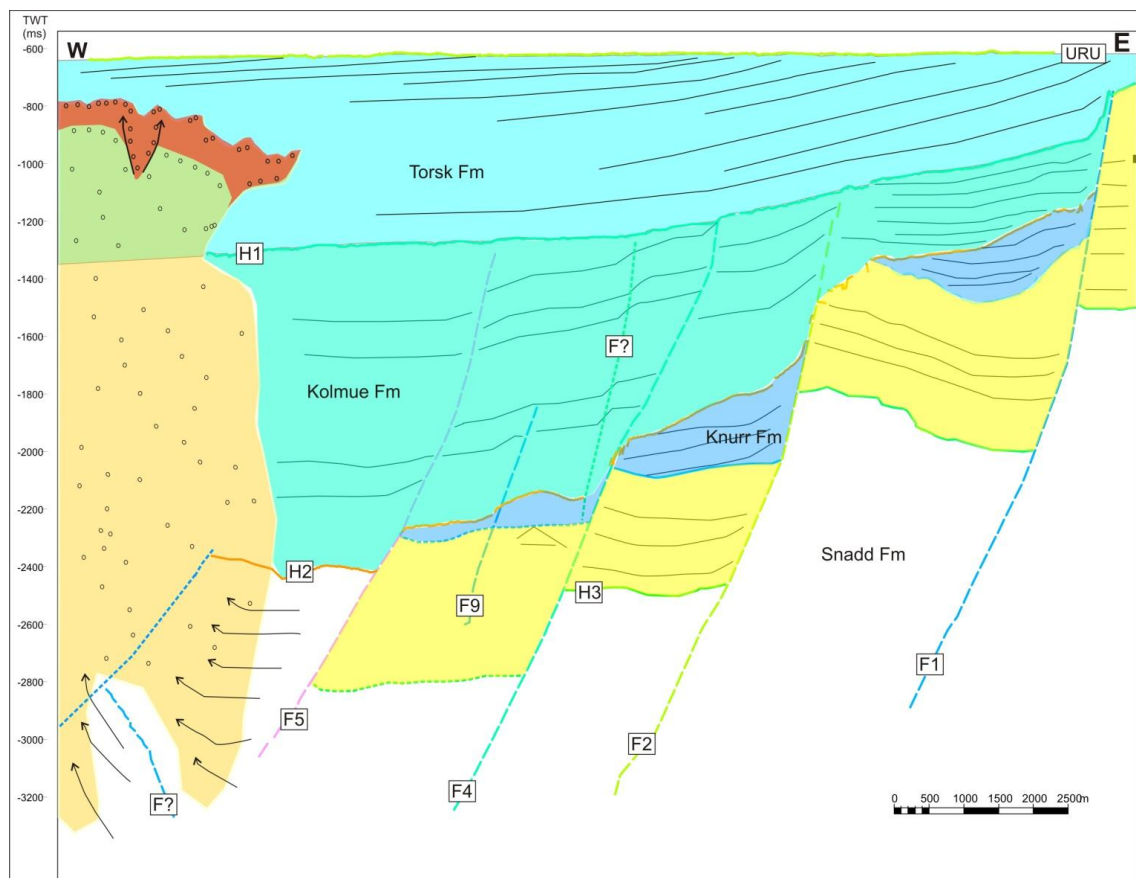 TWT
(ms)
W
E
-600
URU
-800
-1000
Torsk Fm
-1200
H1
-1400
-1600
F?
-1800
Kolmue Fm
Knurr Fm
-2000
-2200
Snadd Fm
-2400
H2
H3
-2600
F9
F1
-2800
F5
-3000
F2
F4
F?
-3200
0 500 1000 1500 2000 2500 m